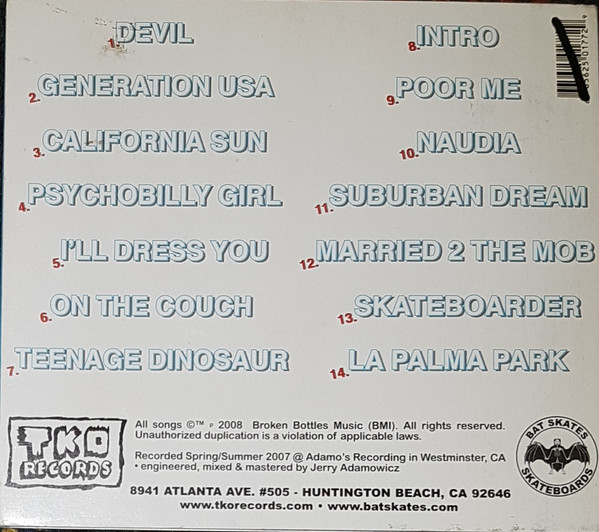 1. DEVIL
2. GENERATION USA
3. CALIFORNIA SUN
4. PSYCHOBILLY GIRL
5. I'LL DRESS YOU
6. ON THE COUCH
7. TEENAGE DINOSAUR
8. INTRO
9. POOR ME
10. NAUDIA
11. SUBURBAN DREAM
12. MARRIED 2 THE MOB
13. SKATEBOARDER
14. LA PALMA PARK
TKO
RECORDS
All songs ©™ ℗ 2008 Broken Bottles Music (BMI). All rights reserved.
Unauthorized duplication is a violation of applicable laws.
Recorded Spring/Summer 2007 @ Adamo's Recording in Westminster, CA
• engineered, mixed & mastered by Jerry Adamowicz
8941 ATLANTA AVE. #505 - HUNTINGTON BEACH, CA 92646
www.tkorecords.com • www.batskates.com
BAT SKATES
SKATEBOARDS